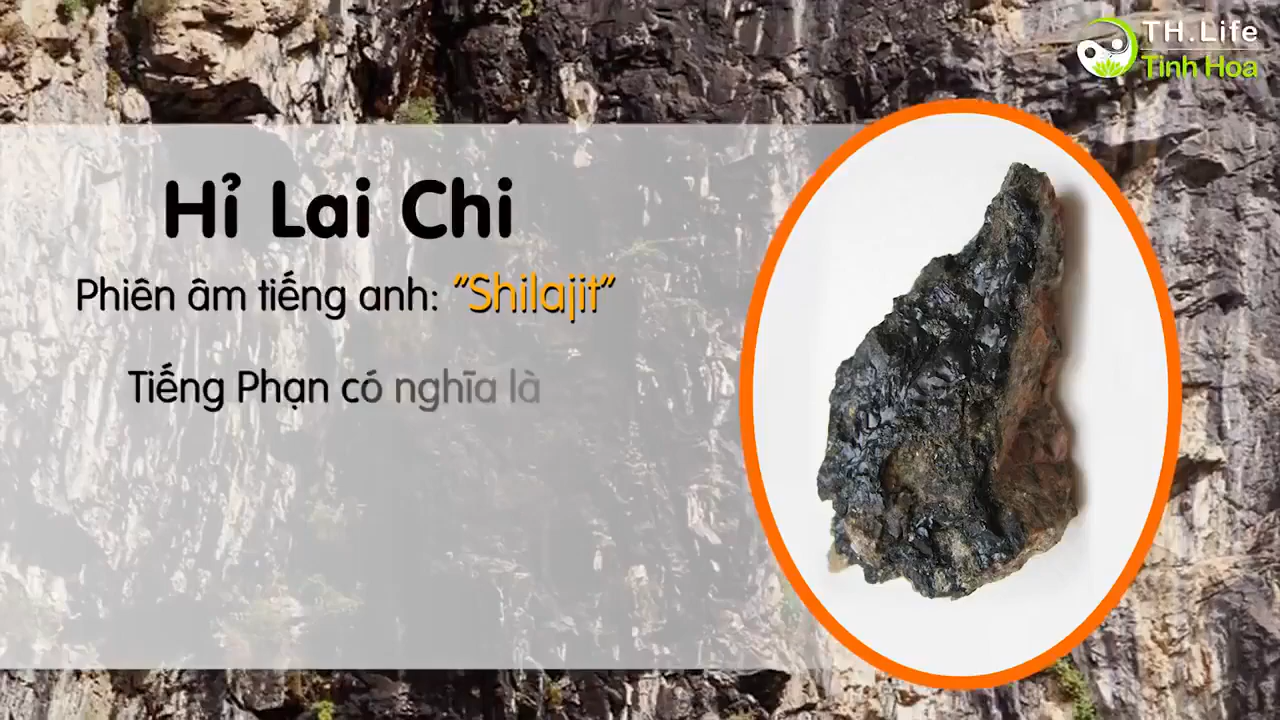 TH.Life
Tinh Hoa
Hỉ Lai Chi
Phiên âm tiếng anh: "Shilajit"
Tiếng Phạn có nghĩa là